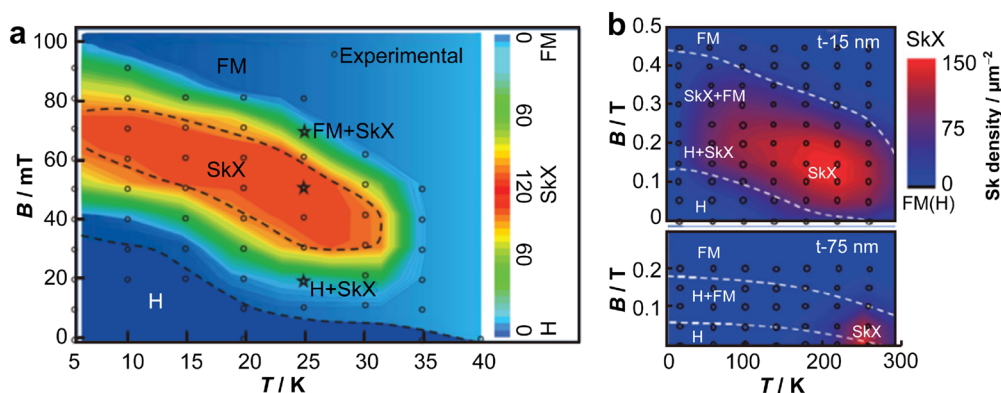 a
B / mT
100
80
60
40
20
0
5
10
15
20
25
30
35
40
T / K
FM
Experimental
FM+SkX
SkX
H+SkX
H
0
60
120
60
0
FM
SkX
H
b
0.5
0.4
0.3
0.2
0.1
0
B / T
FM
t-15 nm
SkX+FM
H+SkX
SkX
H
SkX
150
75
0
FM(H)
Sk density / μm⁻²
0.2
0.1
B / T
FM
t-75 nm
H+FM
H
SkX
0
100
200
300
T / K